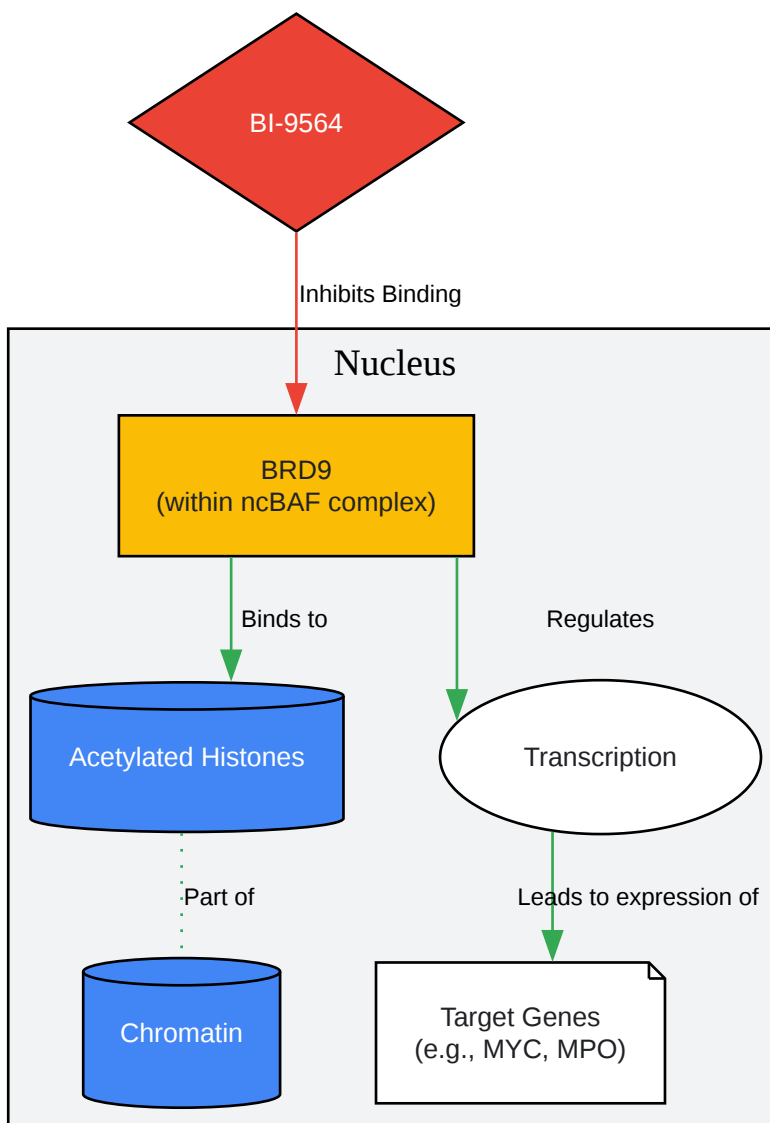 BI-9564
Inhibits Binding
Nucleus
BRD9
(within ncBAF complex)
Binds to
Regulates
Acetylated Histones
Transcription
Part of
Leads to expression of
Chromatin
Target Genes
(e.g., MYC, MPO)